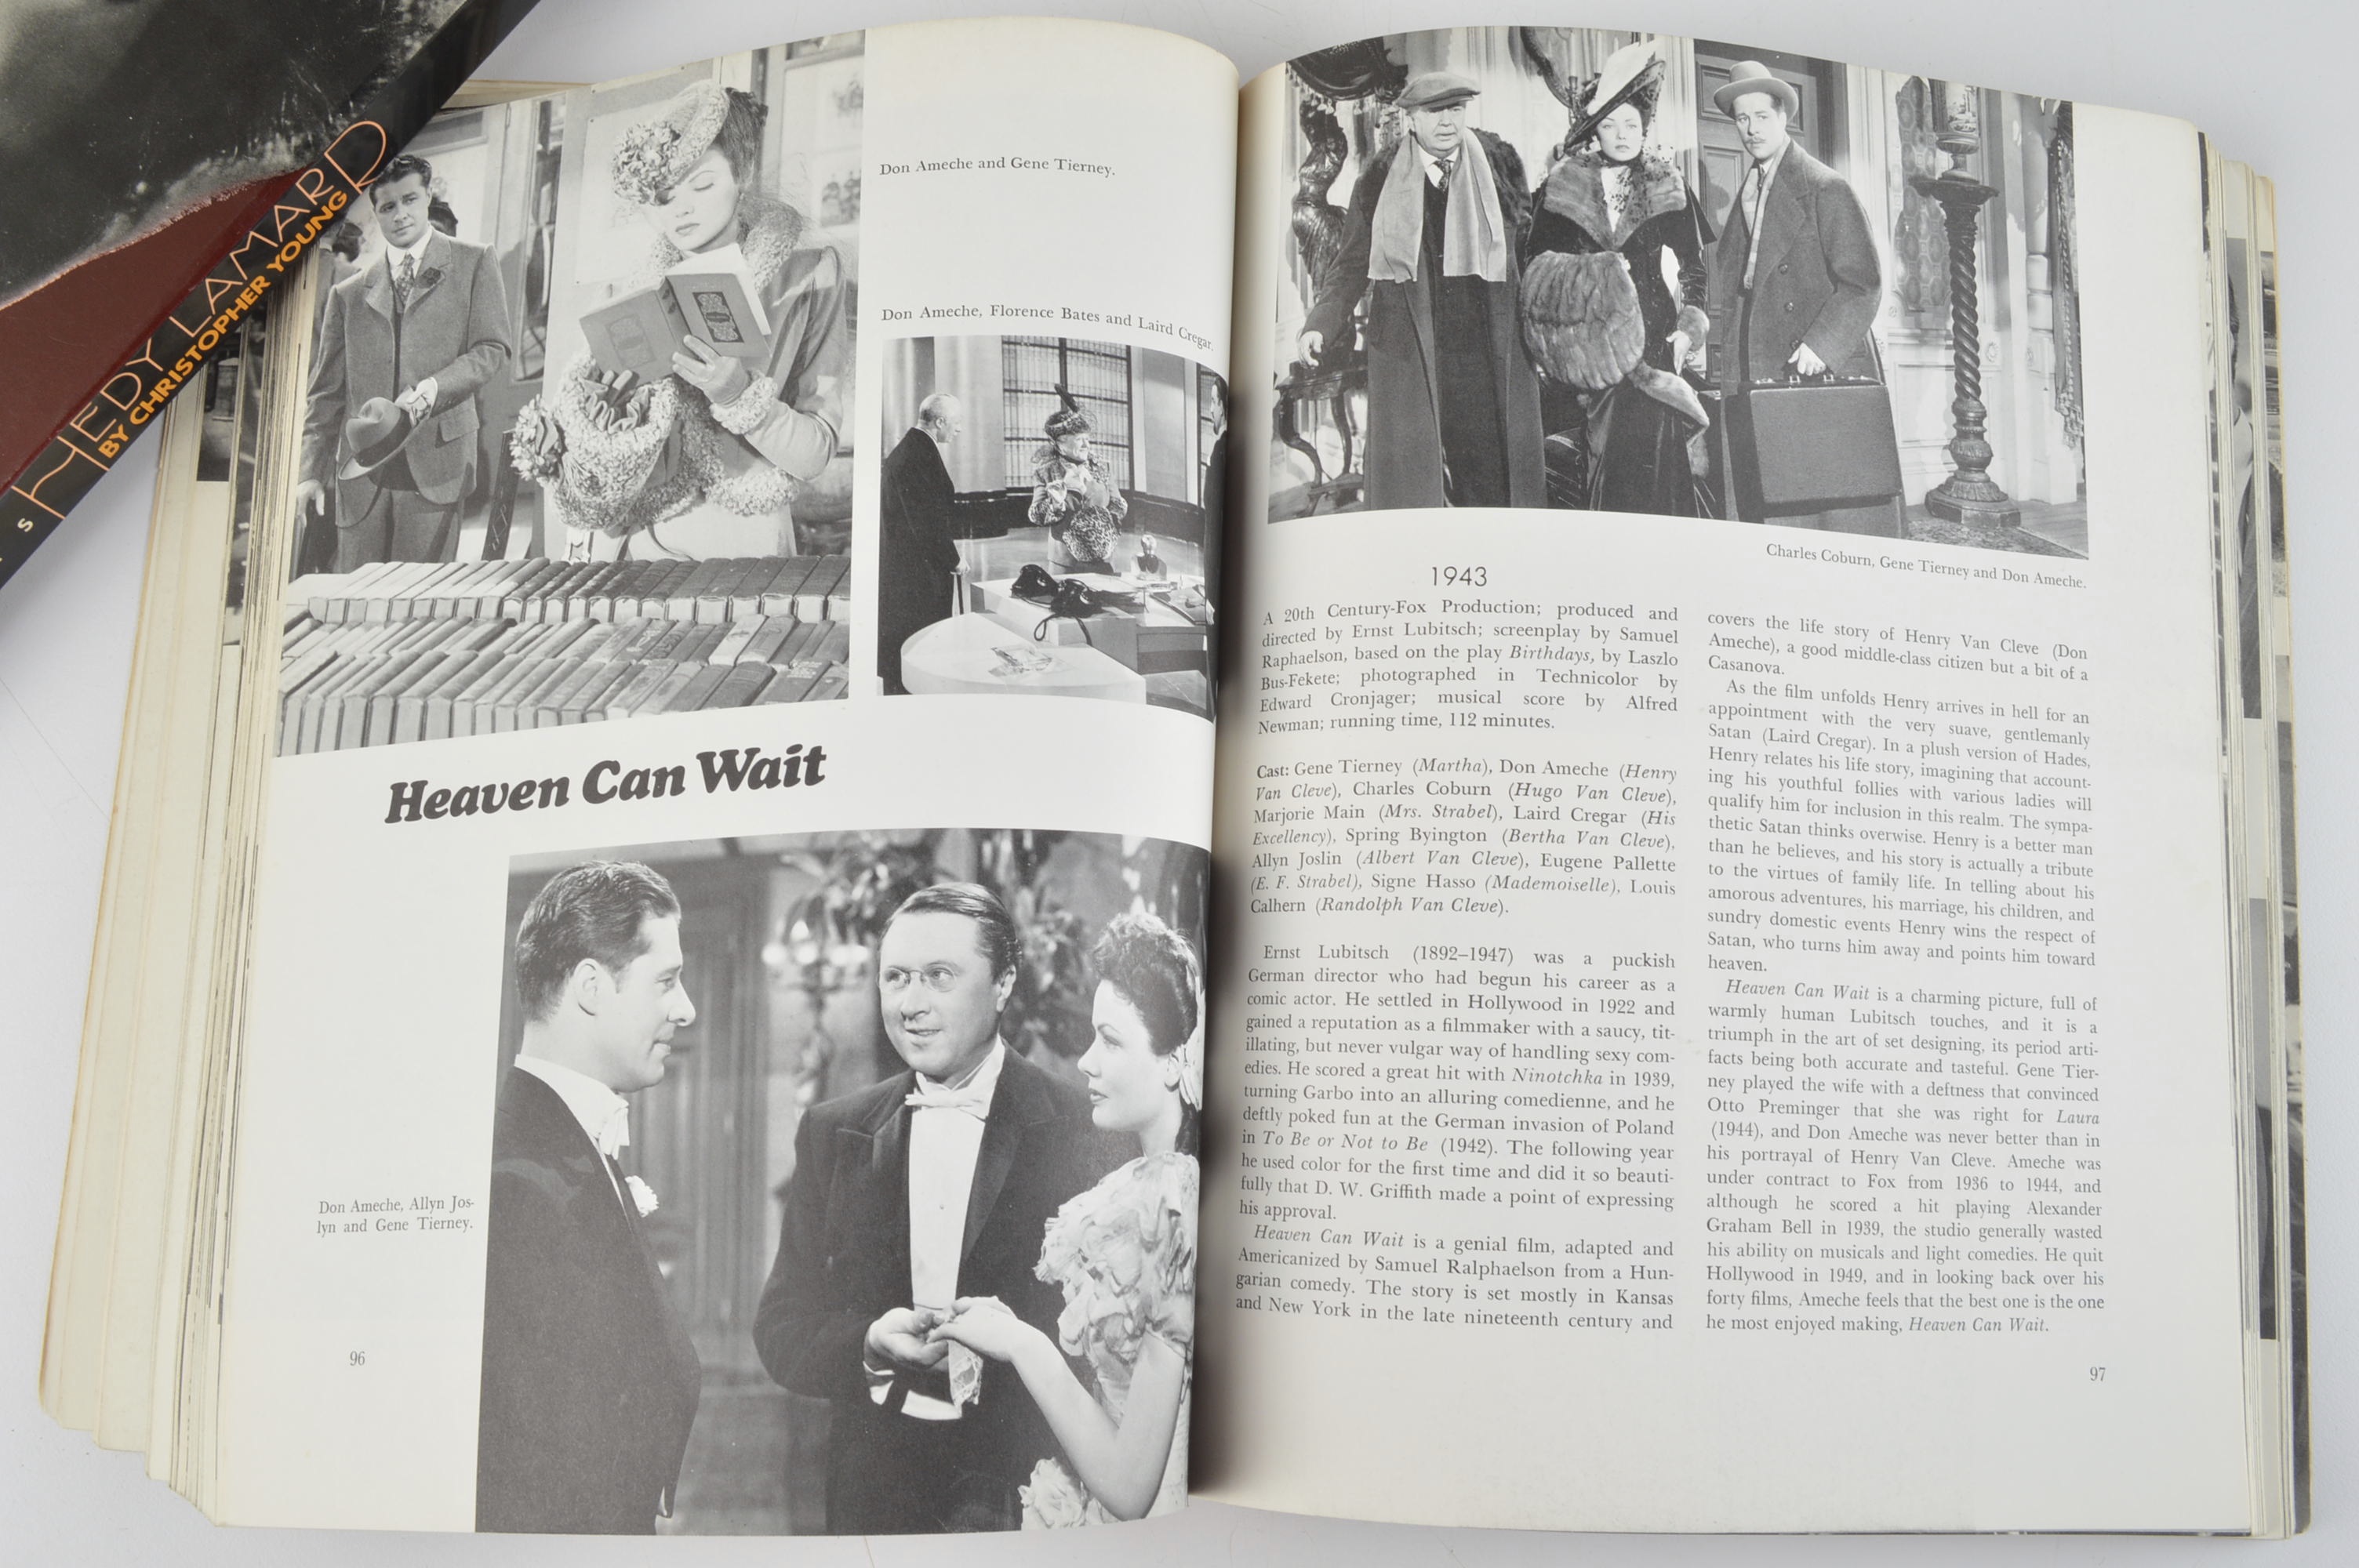 HEDY LAMARR
BY CHRISTOPHER YOUNG
S
Don Ameche and Gene Tierney.
Don Ameche, Florence Bates and Laird Cregar.
Heaven Can Wait
Don Ameche, Allyn Jos-
lyn and Gene Tierney.
96
Charles Coburn, Gene Tierney and Don Ameche.
1943
A 20th Century-Fox Production; produced and
directed by Ernst Lubitsch; screenplay by Samuel
Raphaelson, based on the play Birthdays, by Laszlo
Bus-Fekete; photographed in Technicolor by
Edward Cronjager; musical score by Alfred
Newman; running time, 112 minutes.
Cast: Gene Tierney (Martha), Don Ameche (Henry
Van Cleve), Charles Coburn (Hugo Van Cleve),
Marjorie Main (Mrs. Strabel), Laird Cregar (His
Excellency), Spring Byington (Bertha Van Cleve),
Allyn Joslin (Albert Van Cleve), Eugene Pallette
(E. F. Strabel), Signe Hasso (Mademoiselle), Louis
Calhern (Randolph Van Cleve).
Ernst Lubitsch (1892–1947) was a puckish
German director who had begun his career as a
comic actor. He settled in Hollywood in 1922 and
gained a reputation as a filmmaker with a saucy, tit-
illating, but never vulgar way of handling sexy com-
edies. He scored a great hit with Ninotchka in 1939,
turning Garbo into an alluring comedienne, and he
deftly poked fun at the German invasion of Poland
in To Be or Not to Be (1942). The following year
he used color for the first time and did it so beauti-
fully that D. W. Griffith made a point of expressing
his approval.
Heaven Can Wait is a genial film, adapted and
Americanized by Samuel Ralphaelson from a Hun-
garian comedy. The story is set mostly in Kansas
and New York in the late nineteenth century and
covers the life story of Henry Van Cleve (Don
Ameche), a good middle-class citizen but a bit of a
Casanova.
As the film unfolds Henry arrives in hell for an
appointment with the very suave, gentlemanly
Satan (Laird Cregar). In a plush version of Hades,
Henry relates his life story, imagining that account-
ing his youthful follies with various ladies will
qualify him for inclusion in this realm. The sympa-
thetic Satan thinks overwise. Henry is a better man
than he believes, and his story is actually a tribute
to the virtues of family life. In telling about his
amorous adventures, his marriage, his children, and
sundry domestic events Henry wins the respect of
Satan, who turns him away and points him toward
heaven.
Heaven Can Wait is a charming picture, full of
warmly human Lubitsch touches, and it is a
triumph in the art of set designing, its period arti-
facts being both accurate and tasteful. Gene Tier-
ney played the wife with a deftness that convinced
Otto Preminger that she was right for Laura
(1944), and Don Ameche was never better than in
his portrayal of Henry Van Cleve. Ameche was
under contract to Fox from 1936 to 1944, and
although he scored a hit playing Alexander
Graham Bell in 1939, the studio generally wasted
his ability on musicals and light comedies. He quit
Hollywood in 1949, and in looking back over his
forty films, Ameche feels that the best one is the one
he most enjoyed making, Heaven Can Wait.
97